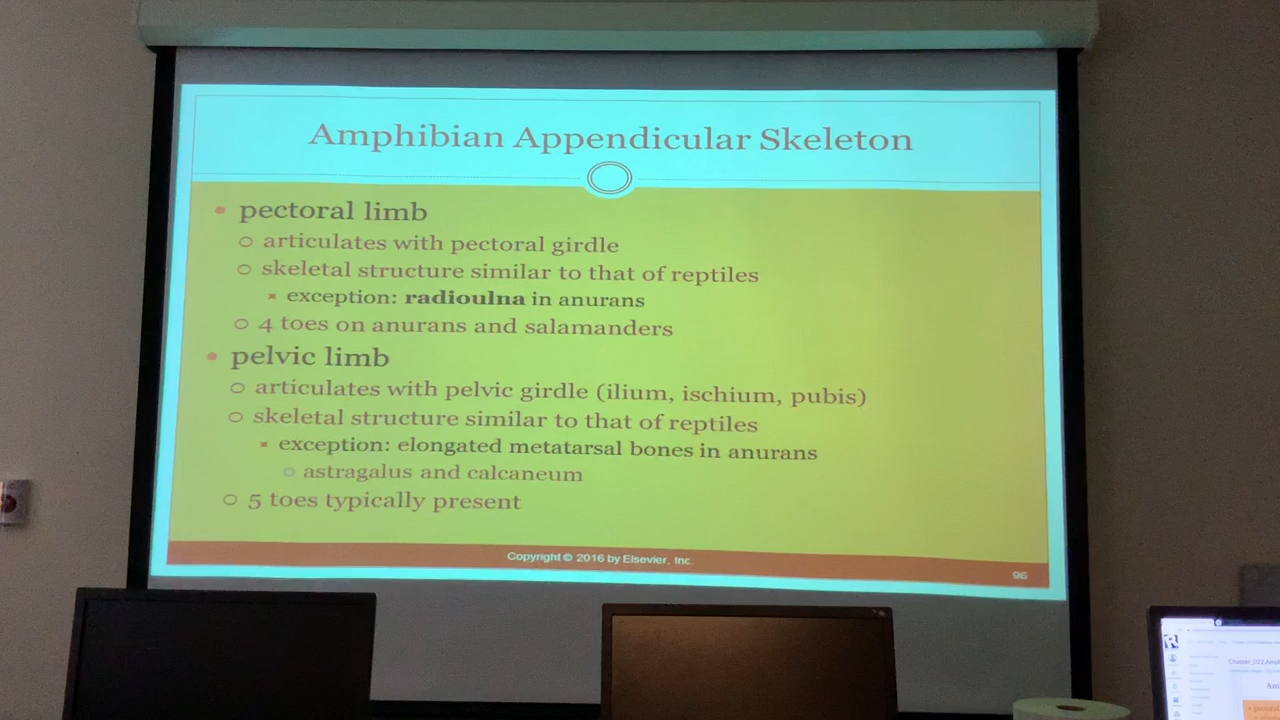 Amphibian Appendicular Skeleton
pectoral limb
articulates with pectoral girdle
skeletal structure similar to that of reptiles
exception: radioulna in anurans
4 toes on anurans and salamanders
pelvic limb
articulates with pelvic girdle (ilium, ischium, pubis)
skeletal structure similar to that of reptiles
exception: elongated metatarsal bones in anurans
astragalus and calcaneum
5 toes typically present
Copyright © 2016 by Elsevier, Inc.
96